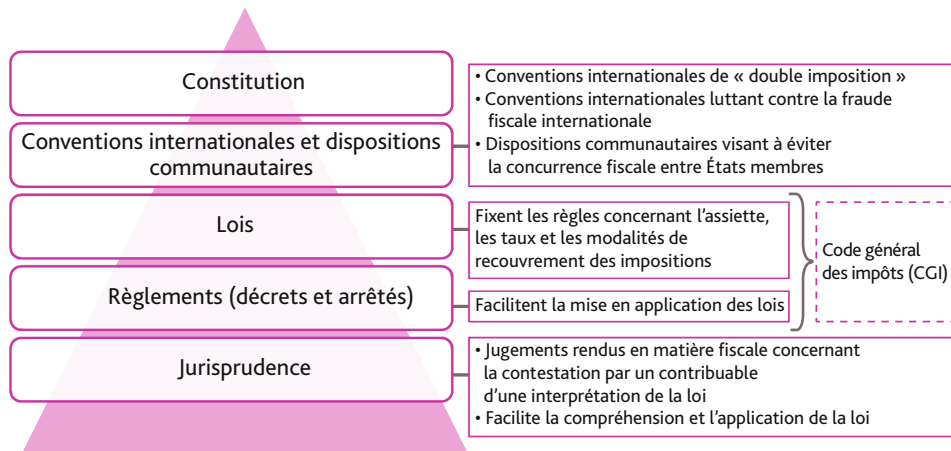 Constitution
Conventions internationales et dispositions
communautaires
• Conventions internationales de « double imposition »
• Conventions internationales luttant contre la fraude
fiscale internationale
• Dispositions communautaires visant à éviter
la concurrence fiscale entre États membres
Lois
Fixent les règles concernant l'assiette,
les taux et les modalités de
recouvrement des impositions
Règlements (décrets et arrêtés)
Facilitent la mise en application des lois
Code général
des impôts (CGI)
Jurisprudence
• Jugements rendus en matière fiscale concernant
la contestation par un contribuable
d'une interprétation de la loi
• Facilite la compréhension et l'application de la loi